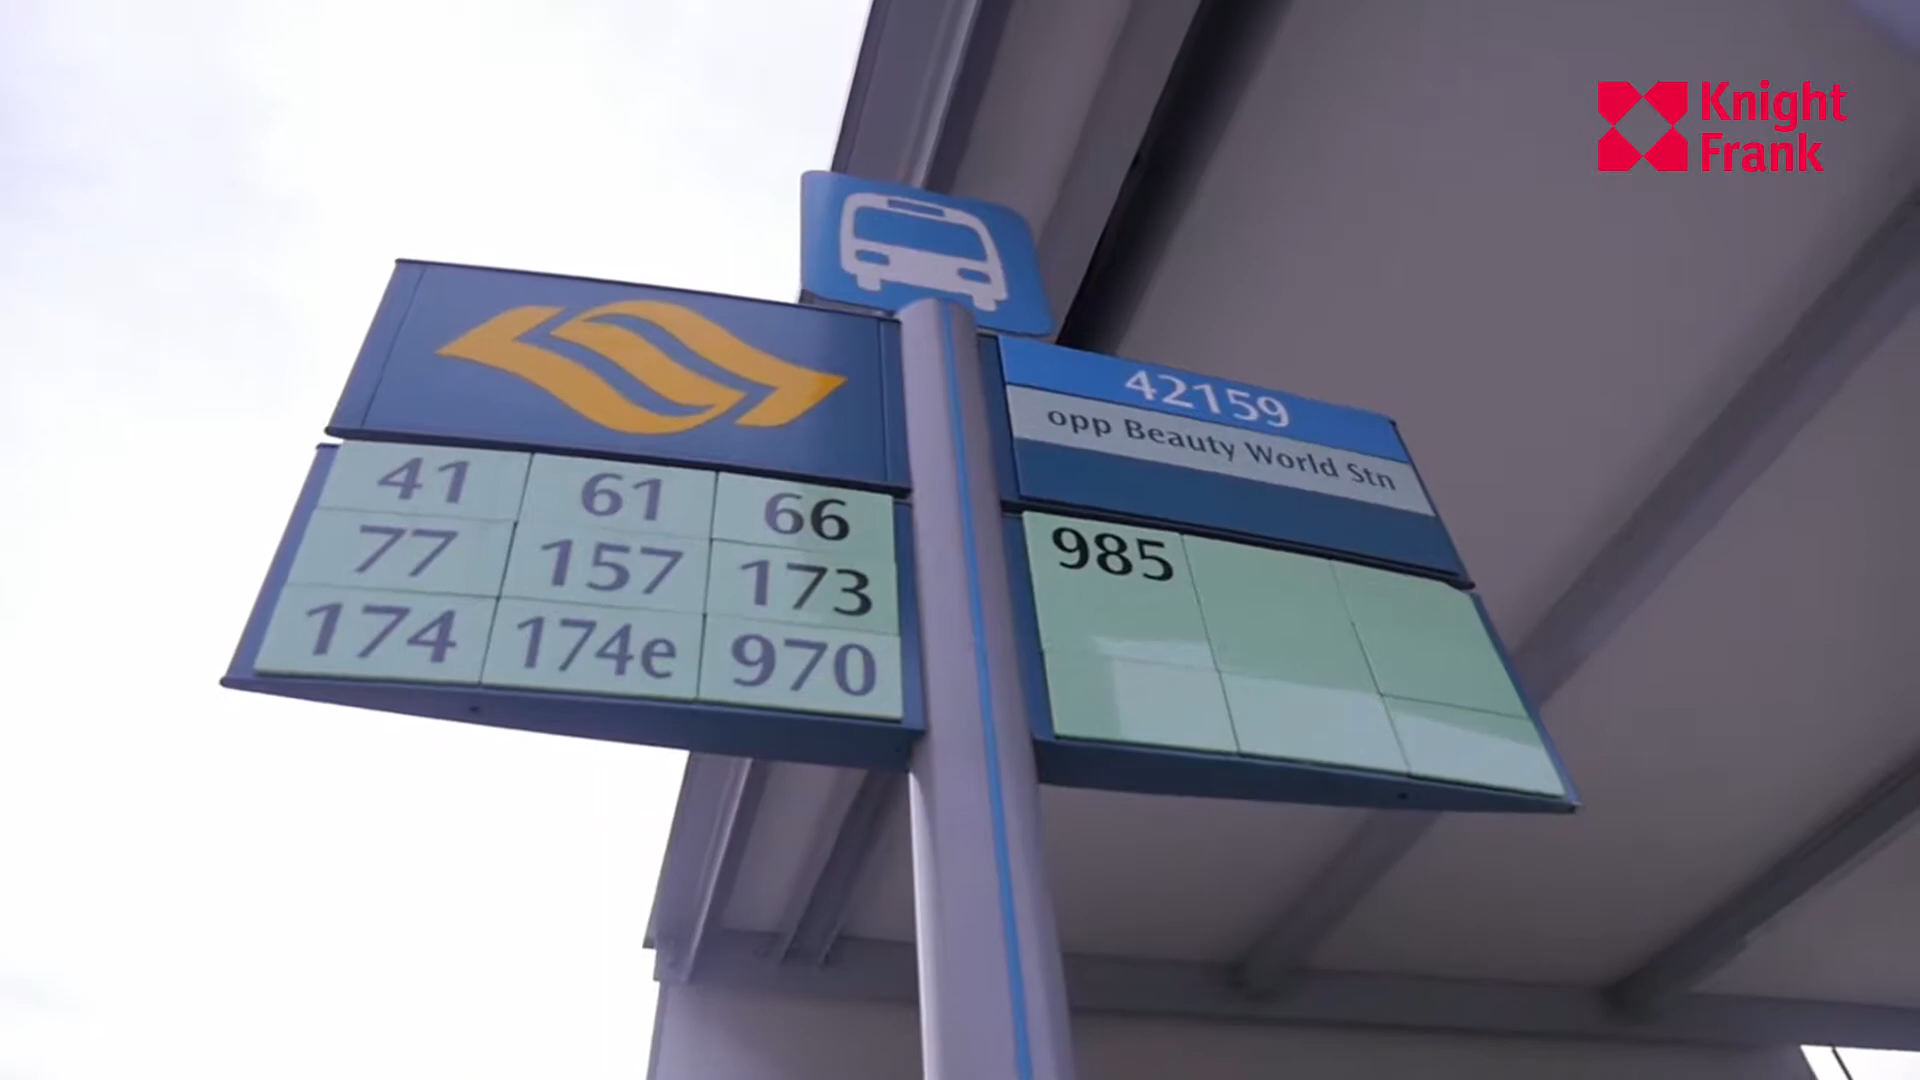 Knight
Frank
42159
opp Beauty World Stn
41 61 66
77 157 173
174 174e 970
985